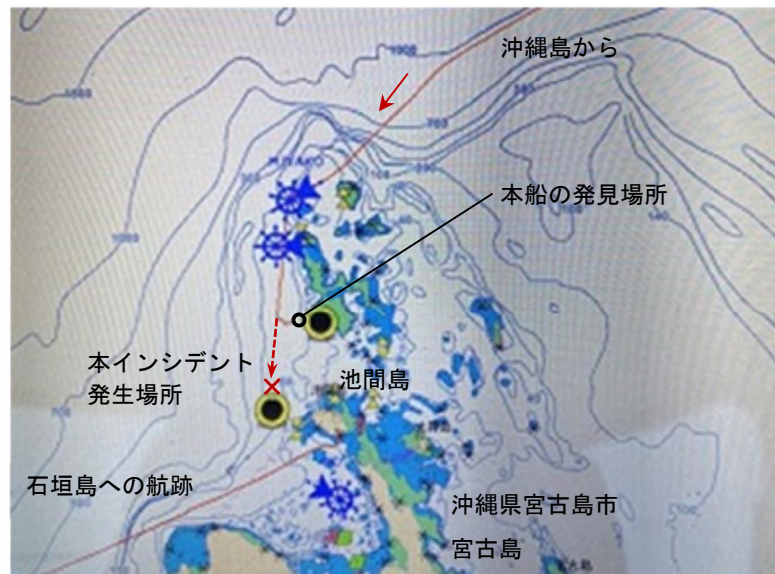 沖縄島から
1000
700
本船の発見場所
本インシデント
発生場所
池間島
石垣島への航跡
沖縄県宮古島市
宮古島